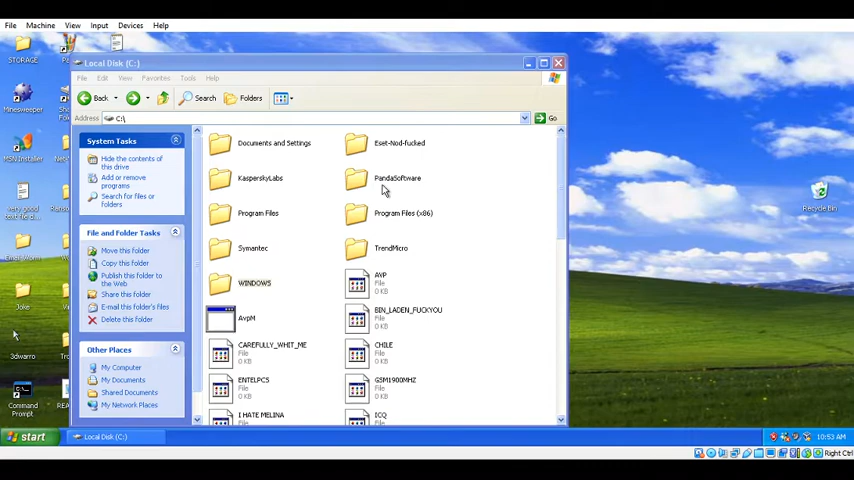 File Machine View Input Devices Help
STORAGE
Minesweeper
MSN Installer
very good
text file d...
Joke
3dwarro
Command
Prompt
Local Disk (C:)
File Edit View Favorites Tools Help
Back Search Folders
Address C:\ Go
System Tasks
Hide the contents of
this drive
Add or remove
programs
Search for files or
folders
File and Folder Tasks
Move this folder
Copy this folder
Publish this folder to
the Web
Share this folder
E-mail this folder's files
Delete this folder
Other Places
My Computer
My Documents
Shared Documents
My Network Places
Documents and Settings
Eset-Nod-fucked
KasperskyLabs
PandaSoftware
Program Files
Program Files (x86)
Symantec
TrendMicro
WINDOWS
AVP
File
0 KB
AvpM
BIN_LADEN_FUCKYOU
File
0 KB
CAREFULLY_WHIT_ME
File
0 KB
CHILE
File
0 KB
ENTELPCS
File
0 KB
GSM1900MHZ
File
0 KB
I HATE MELINA
File
ICQ
File
Recycle Bin
start
Local Disk (C:)
10:53 AM
Right Ctrl